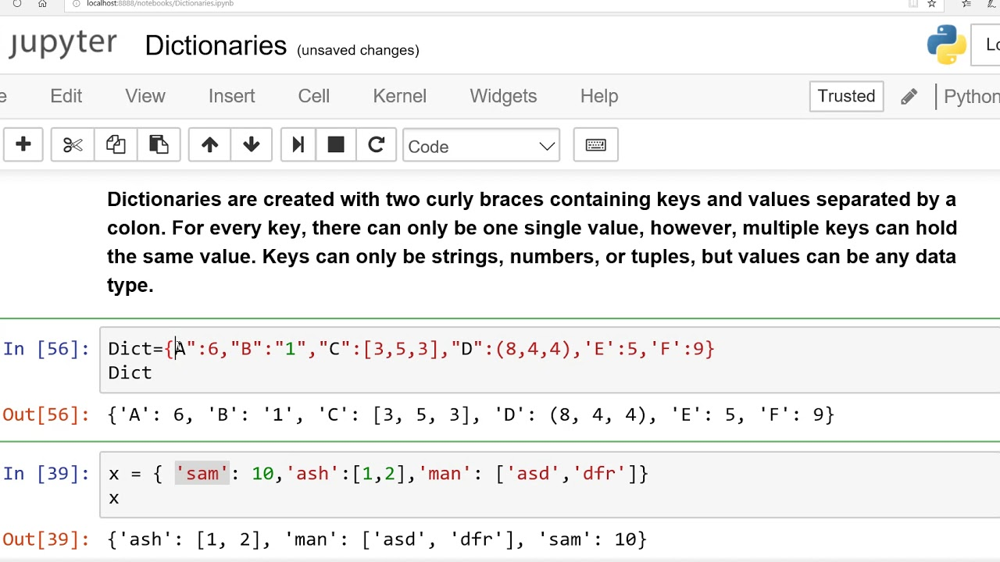 localhost:8888/notebooks/Dictionaries.ipynb
jupyter Dictionaries (unsaved changes)
Edit View Insert Cell Kernel Widgets Help Trusted Python
Code
Dictionaries are created with two curly braces containing keys and values separated by a
colon. For every key, there can only be one single value, however, multiple keys can hold
the same value. Keys can only be strings, numbers, or tuples, but values can be any data
type.
In [56]: Dict={A":6,"B":"1","C":[3,5,3],"D":(8,4,4),'E':5,'F':9}
Dict
Out[56]: {'A': 6, 'B': '1', 'C': [3, 5, 3], 'D': (8, 4, 4), 'E': 5, 'F': 9}
In [39]: x = { 'sam': 10,'ash':[1,2],'man': ['asd','dfr']}
x
Out[39]: {'ash': [1, 2], 'man': ['asd', 'dfr'], 'sam': 10}